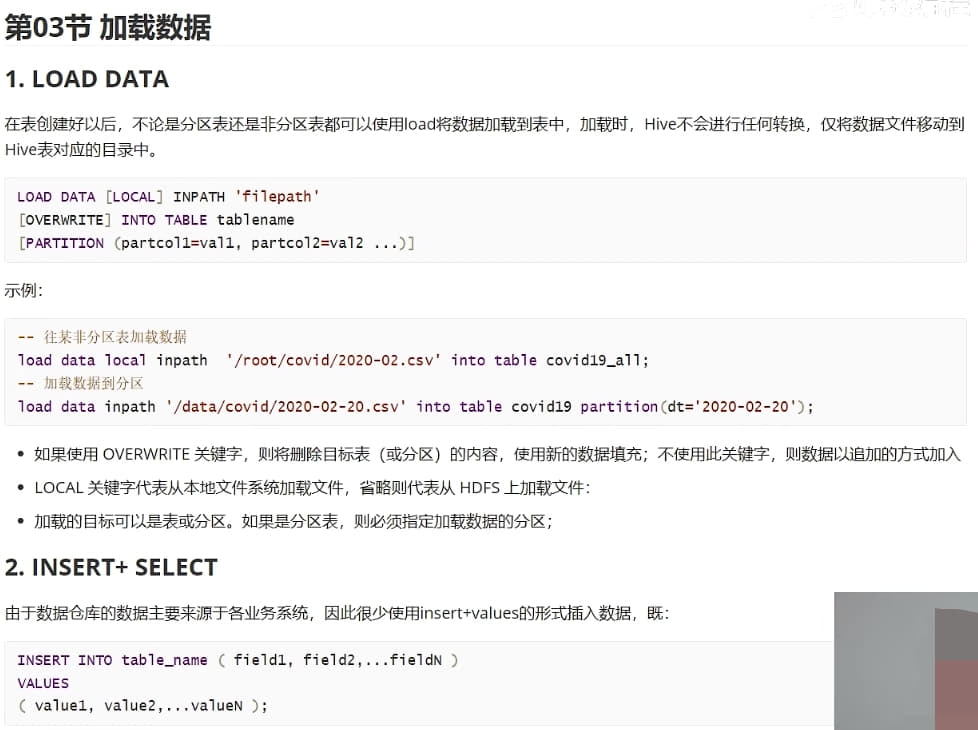 第03节 加载数据
1. LOAD DATA
在表创建好以后，不论是分区表还是非分区表都可以使用load将数据加载到表中，加载时，Hive不会进行任何转换，仅将数据文件移动到
Hive表对应的目录中。
LOAD DATA [LOCAL] INPATH 'filepath'
[OVERWRITE] INTO TABLE tablename
[PARTITION (partcol1=val1, partcol2=val2 ...)]
示例：
-- 往某非分区表加载数据
load data local inpath  '/root/covid/2020-02.csv' into table covid19_all;
-- 加载数据到分区
load data inpath '/data/covid/2020-02-20.csv' into table covid19 partition(dt='2020-02-20');
• 如果使用 OVERWRITE 关键字，则将删除目标表（或分区）的内容，使用新的数据填充；不使用此关键字，则数据以追加的方式加入
• LOCAL 关键字代表从本地文件系统加载文件，省略则代表从 HDFS 上加载文件：
• 加载的目标可以是表或分区。如果是分区表，则必须指定加载数据的分区；
2. INSERT+ SELECT
由于数据仓库的数据主要来源于各业务系统，因此很少使用insert+values的形式插入数据，既：
INSERT INTO table_name ( field1, field2,...fieldN )
VALUES
( value1, value2,...valueN );